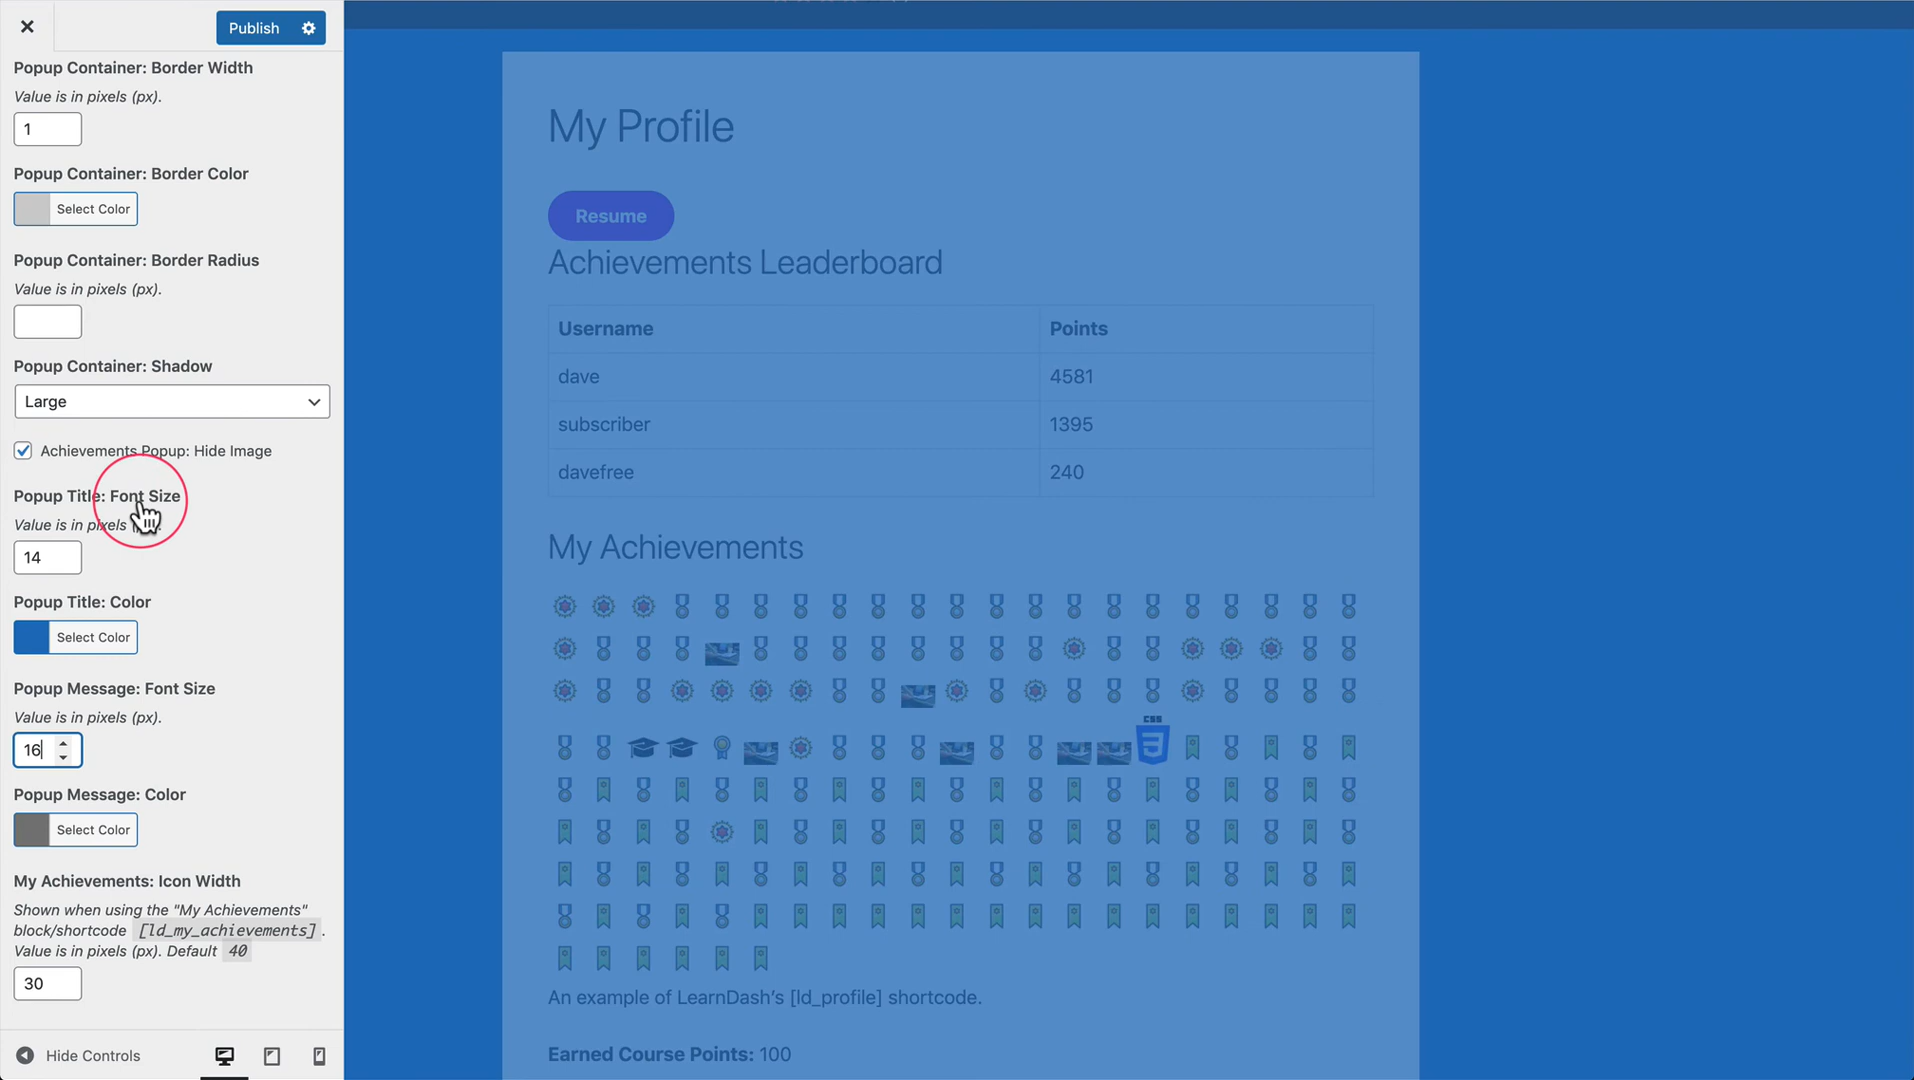 Publish
Popup Container: Border Width
Value is in pixels (px).
1
Popup Container: Border Color
Select Color
Popup Container: Border Radius
Value is in pixels (px).
Popup Container: Shadow
Large
Achievements Popup: Hide Image
Popup Title: Font Size
Value is in pixels
14
Popup Title: Color
Select Color
Popup Message: Font Size
Value is in pixels (px).
16
Popup Message: Color
Select Color
My Achievements: Icon Width
Shown when using the "My Achievements"
block/shortcode [ld_my_achievements] .
Value is in pixels (px). Default 40
30
Hide Controls
My Profile
Resume
Achievements Leaderboard
Username Points
dave 4581
subscriber 1395
davefree 240
My Achievements
CSS
3
An example of LearnDash’s [ld_profile] shortcode.
Earned Course Points: 100